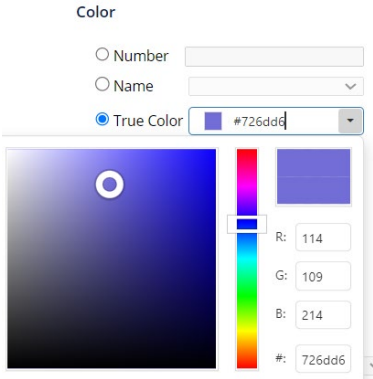 Color
Number
Name
True Color #726dd6
R: 114
G: 109
B: 214
#: 726dd6